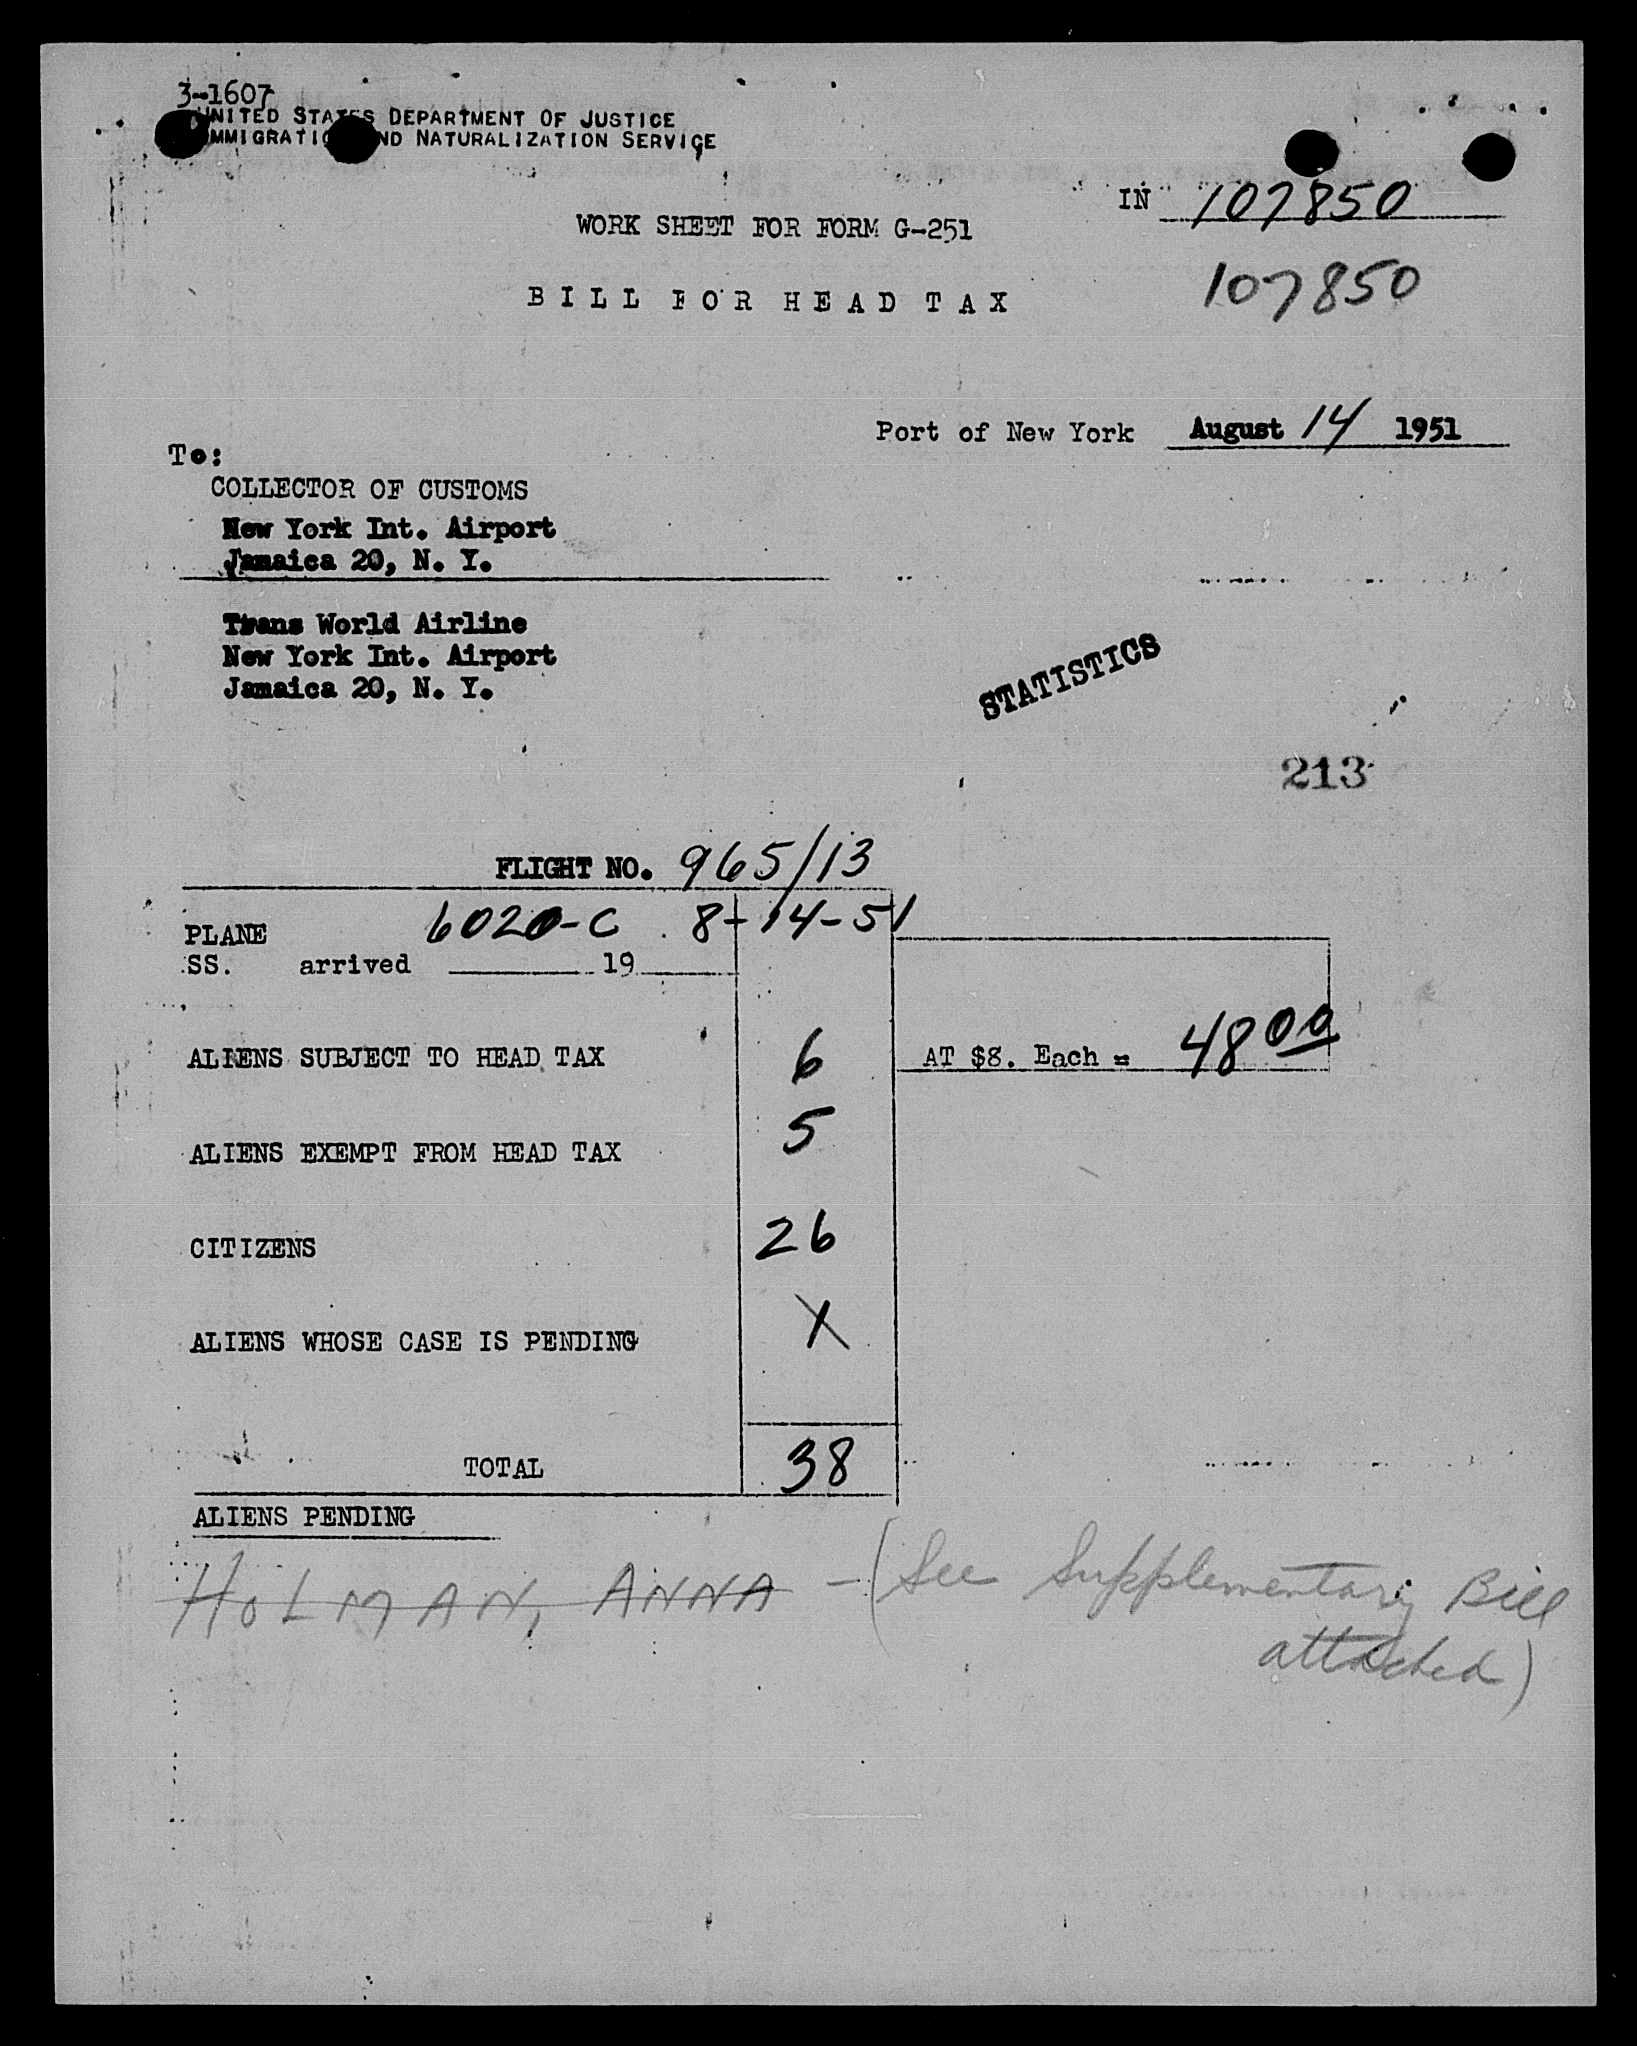 3-1607
UNITED STATES DEPARTMENT OF JUSTICE
IMMIGRATION AND NATURALIZATION SERVICE
IN 107850
WORK SHEET FOR FORM G-251
107850
BILL FOR HEAD TAX
Port of New York August 14 1951
To:
COLLECTOR OF CUSTOMS
New York Int. Airport
Jamaica 20, N. Y.
Trans World Airline
New York Int. Airport
Jamaica 20, N. Y.
STATISTICS
213
FLIGHT NO. 965/13
PLANE 6020-C 8-14-51
SS. arrived 19
ALIENS SUBJECT TO HEAD TAX 6 AT $8. Each = 48 00
ALIENS EXEMPT FROM HEAD TAX 5
CITIZENS 26
ALIENS WHOSE CASE IS PENDING X
TOTAL 38
ALIENS PENDING
HOLMAN, ANNA - (See Supplementary Bill
attached)